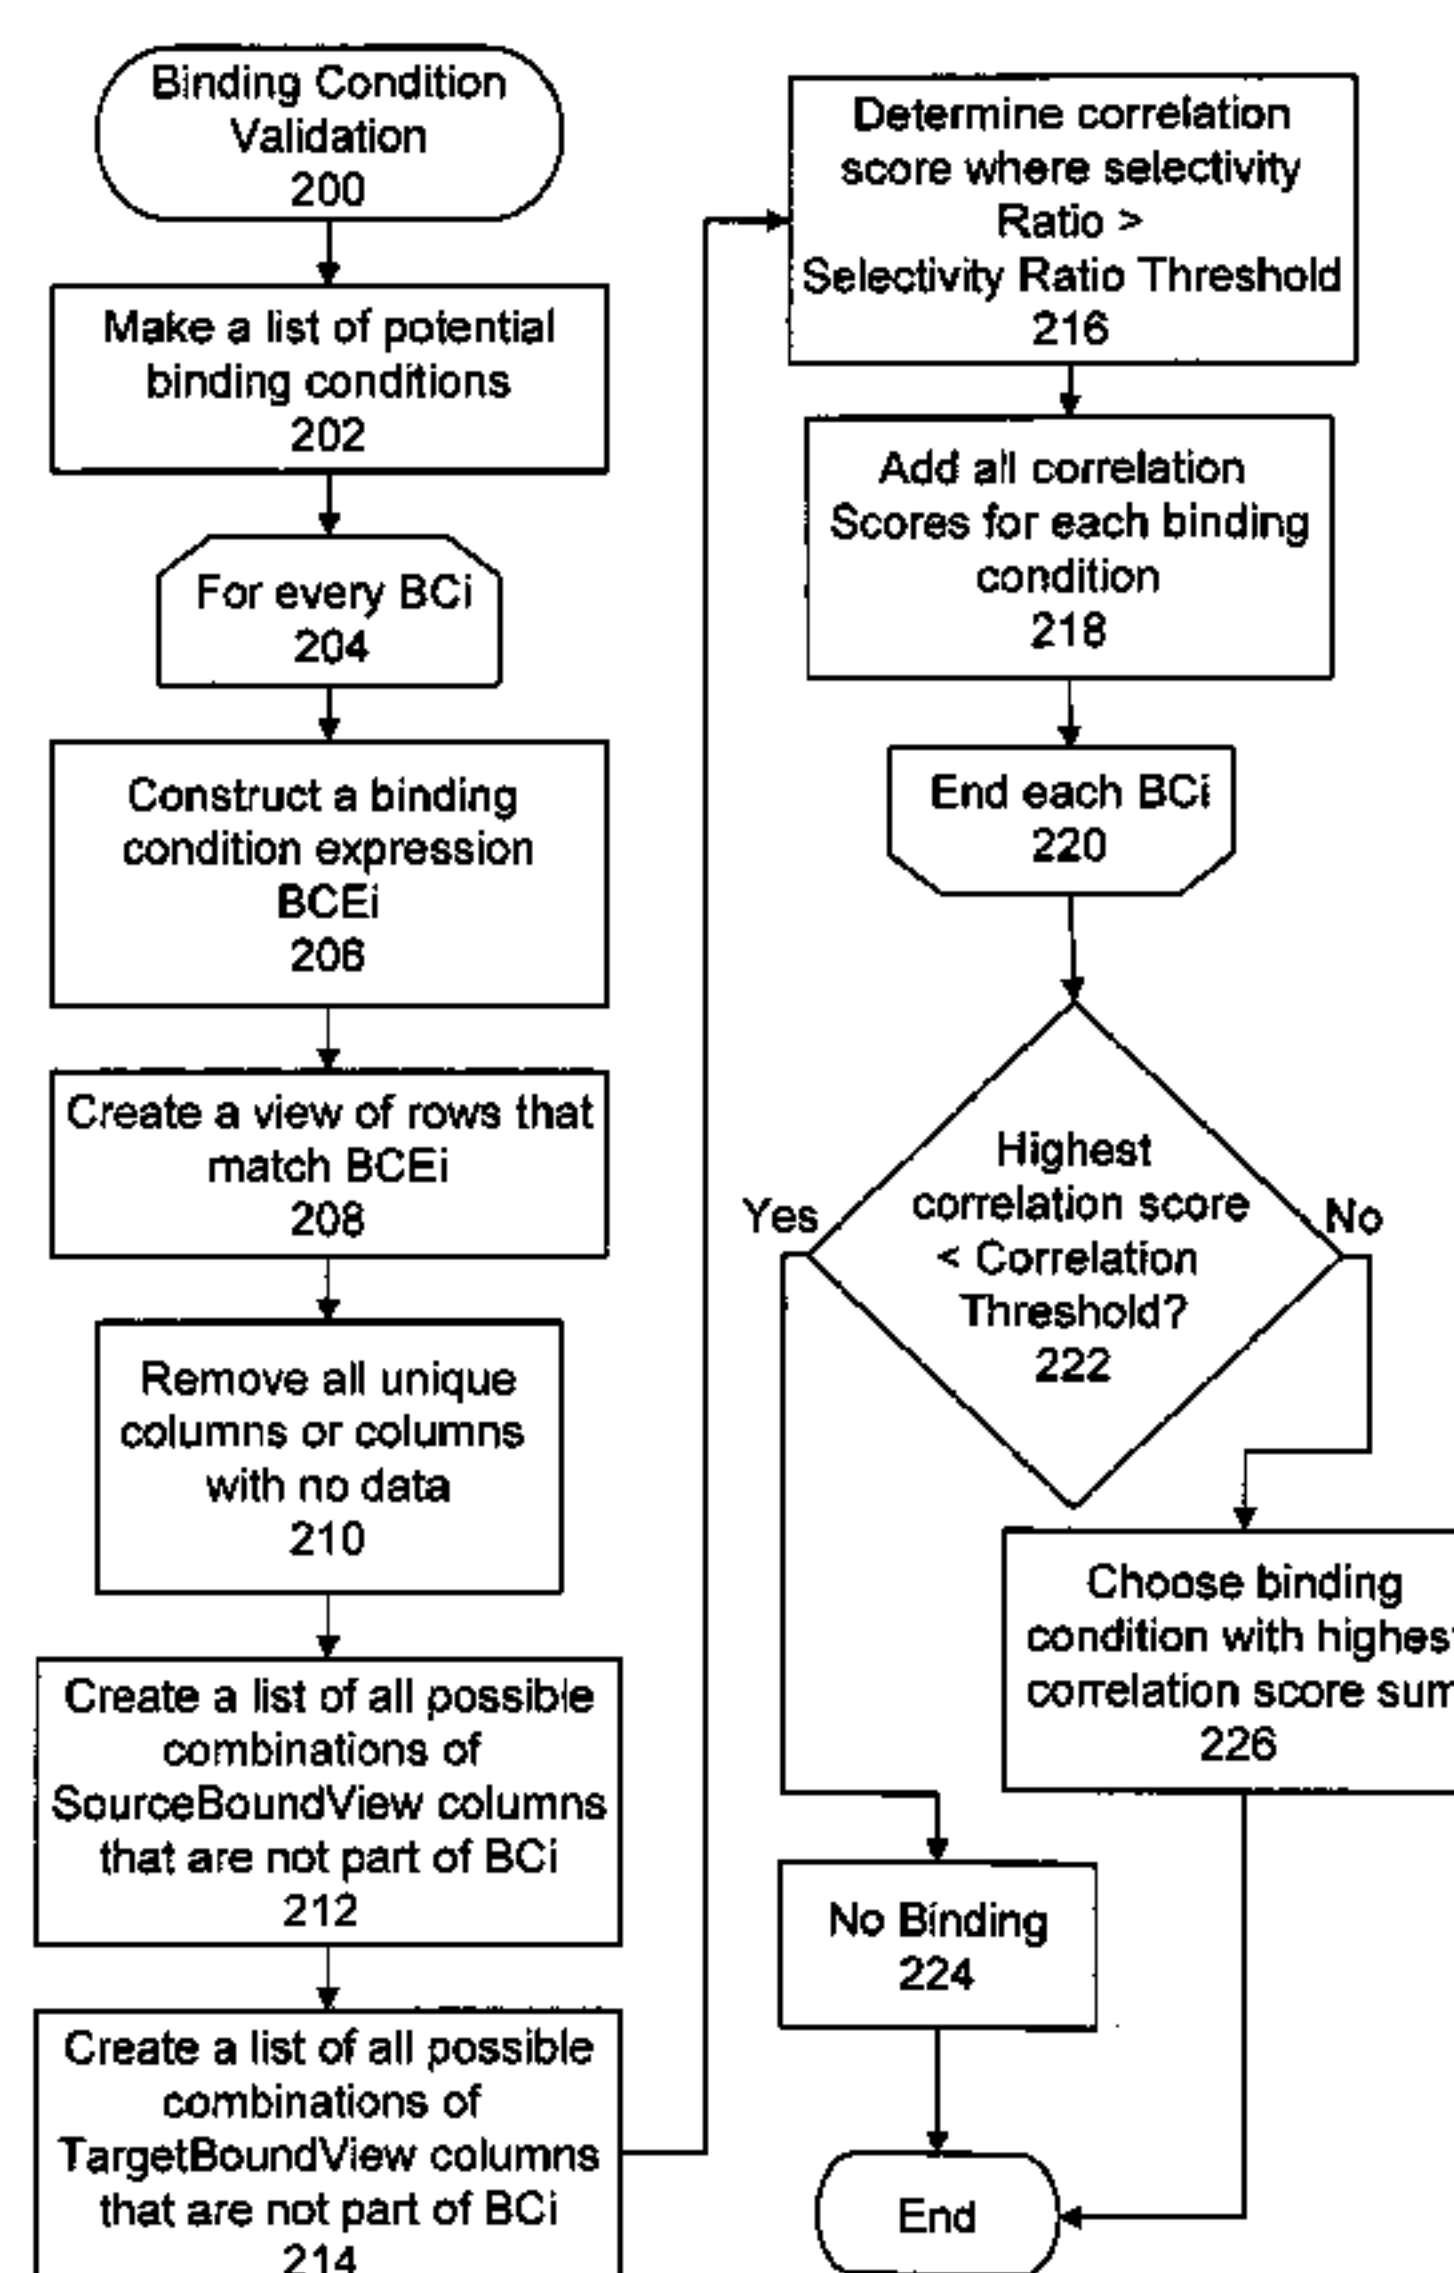 Binding Condition
Validation
200
Make a list of potential
binding conditions
202
For every BCi
204
Construct a binding
condition expression
BCEi
206
Create a view of rows that
match BCEi
208
Remove all unique
columns or columns
with no data
210
Create a list of all possible
combinations of
SourceBoundView columns
that are not part of BCi
212
Create a list of all possible
combinations of
TargetBoundView columns
that are not part of BCi
214
Determine correlation
score where selectivity
Ratio >
Selectivity Ratio Threshold
216
Add all correlation
Scores for each binding
condition
218
End each BCi
220
Highest
correlation score
< Correlation
Threshold?
222
Yes
No
Choose binding
condition with highest
correlation score sum
226
No Binding
224
End